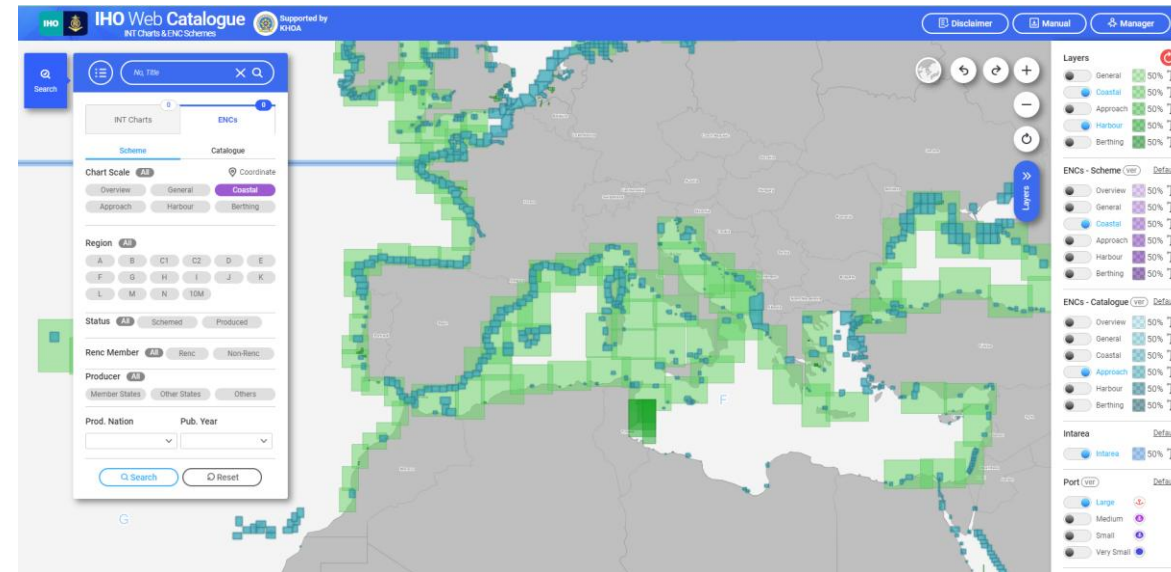 IHO
IHO Web Catalogue
INT Charts & ENC Schemes
Supported by
KHOA
Disclaimer
Manual
Manager
Search
No, Title
0
0
INT Charts
ENCs
Scheme
Catalogue
Chart Scale All
Coordinate
Overview General Coastal
Approach Harbour Berthing
Region All
A B C1 C2 D E
F G H I J K
L M N 10M
Status All Schemed Produced
Renc Member All Renc Non-Renc
Producer All
Member States Other States Others
Prod. Nation Pub. Year
Search Reset
G
F
Layers
Layers
General 50% T
Coastal 50% T
Approach 50% T
Harbour 50% T
Berthing 50% T
ENCs - Scheme ver
Overview 50% T
General 50% T
Coastal 50% T
Approach 50% T
Harbour 50% T
Berthing 50% T
ENCs - Catalogue ver
Overview 50% T
General 50% T
Coastal 50% T
Approach 50% T
Harbour 50% T
Berthing 50% T
Intarea
Intarea 50% T
Port ver
Large
Medium
Small
Very Small